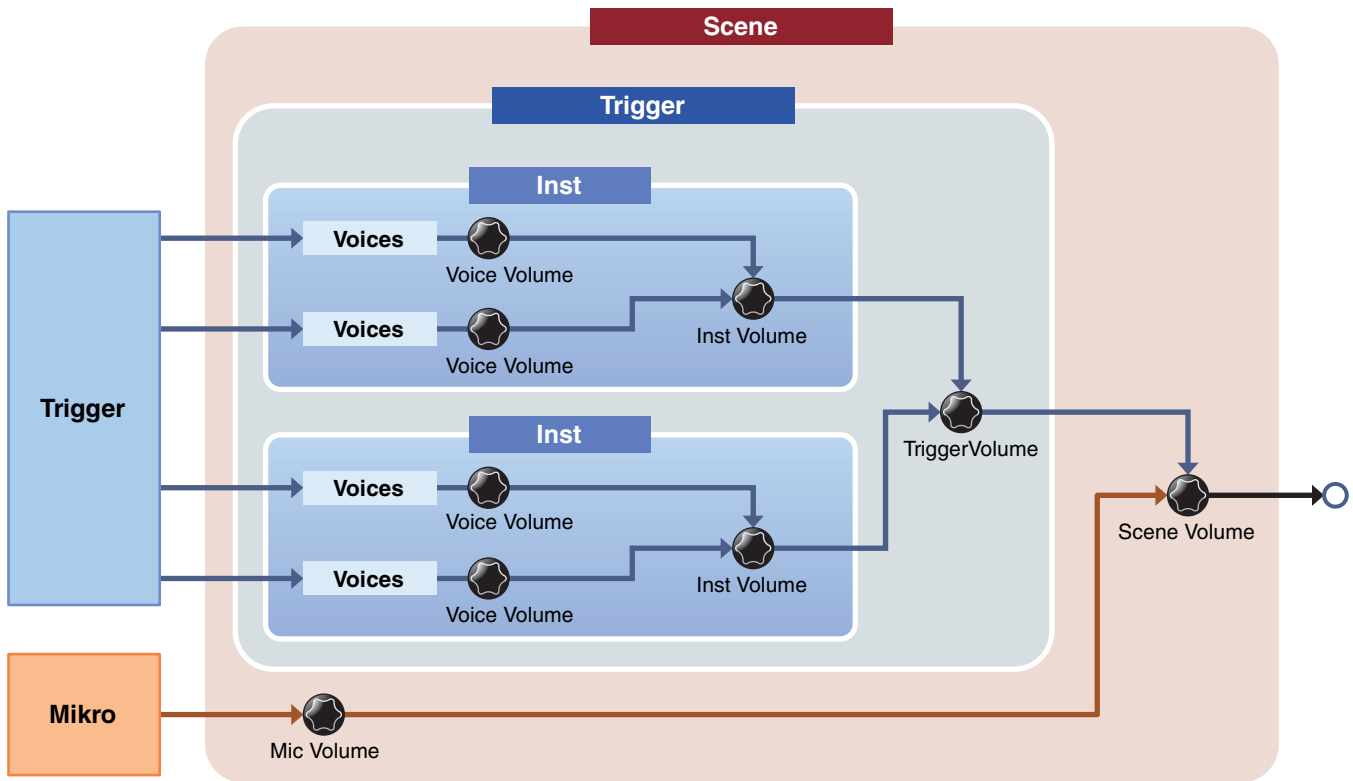 Scene
Trigger
Inst
Voices
Voice Volume
Voices
Voice Volume
Inst Volume
Trigger
TriggerVolume
Inst
Voices
Voice Volume
Voices
Voice Volume
Inst Volume
Scene Volume
Mikro
Mic Volume